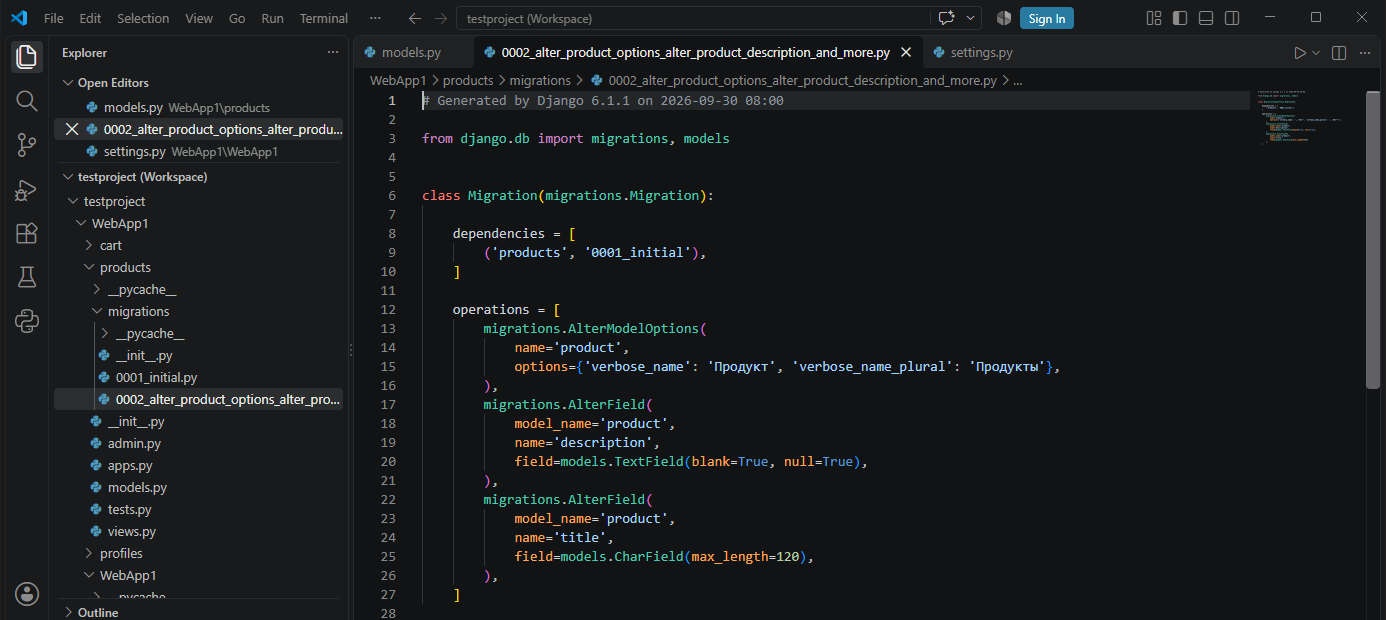 File Edit Selection View Go Run Terminal ··· testproject (Workspace) Sign In
Explorer ···
Open Editors
models.py WebApp1\products
0002_alter_product_options_alter_produ...
settings.py WebApp1\WebApp1
testproject (Workspace)
testproject
WebApp1
cart
products
__pycache__
migrations
__pycache__
__init__.py
0001_initial.py
0002_alter_product_options_alter_pro...
__init__.py
admin.py
apps.py
models.py
tests.py
views.py
profiles
WebApp1
__pycache__
Outline
models.py 0002_alter_product_options_alter_product_description_and_more.py settings.py ···
WebApp1 > products > migrations > 0002_alter_product_options_alter_product_description_and_more.py > ...
1 # Generated by Django 6.1.1 on 2026-09-30 08:00
2
3 from django.db import migrations, models
4
5
6 class Migration(migrations.Migration):
7
8 dependencies = [
9 ('products', '0001_initial'),
10 ]
11
12 operations = [
13 migrations.AlterModelOptions(
14 name='product',
15 options={'verbose_name': 'Продукт', 'verbose_name_plural': 'Продукты'},
16 ),
17 migrations.AlterField(
18 model_name='product',
19 name='description',
20 field=models.TextField(blank=True, null=True),
21 ),
22 migrations.AlterField(
23 model_name='product',
24 name='title',
25 field=models.CharField(max_length=120),
26 ),
27 ]
28